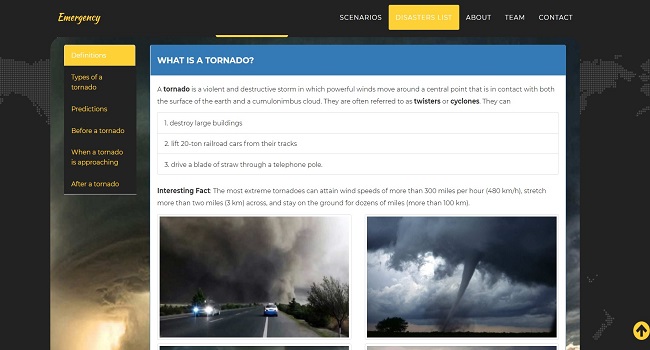 Emergency
SCENARIOS
DISASTERS LIST
ABOUT
TEAM
CONTACT
Definitions
Types of a
tornado
Predictions
Before a tornado
When a tornado
is approaching
After a tornado
WHAT IS A TORNADO?
A tornado is a violent and destructive storm in which powerful winds move around a central point that is in contact with both
the surface of the earth and a cumulonimbus cloud. They are often referred to as twisters or cyclones. They can
1. destroy large buildings
2. lift 20-ton railroad cars from their tracks
3. drive a blade of straw through a telephone pole.
Interesting Fact: The most extreme tornadoes can attain wind speeds of more than 300 miles per hour (480 km/h), stretch
more than two miles (3 km) across, and stay on the ground for dozens of miles (more than 100 km).